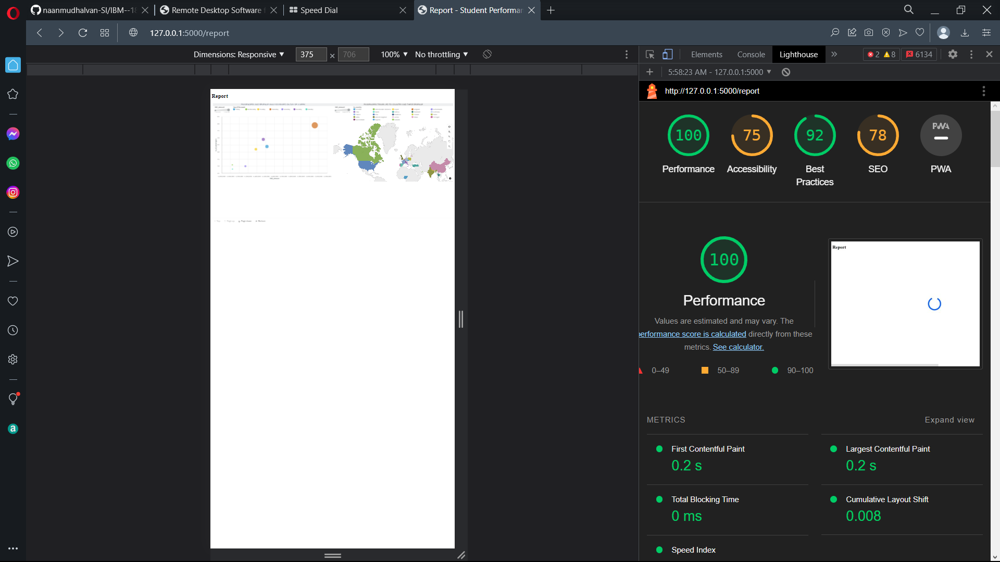 naanmudhalvan-SI/IBM--1
Remote Desktop Software
Speed Dial
Report - Student Performan
127.0.0.1:5000/report
Dimensions: Responsive ▼
375 × 706
100% ▼
No throttling ▼
Elements
Console
Lighthouse
»
2
8
6134
5:58:23 AM - 127.0.0.1:5000 ▼
http://127.0.0.1:5000/report
Report
100
75
92
78
PWA
Performance
Accessibility
Best
Practices
SEO
PWA
100
Performance
Values are estimated and may vary. The
performance score is calculated directly from these
metrics. See calculator.
0–49
50–89
90–100
Report
METRICS
Expand view
First Contentful Paint
0.2 s
Largest Contentful Paint
0.2 s
Total Blocking Time
0 ms
Cumulative Layout Shift
0.008
Speed Index